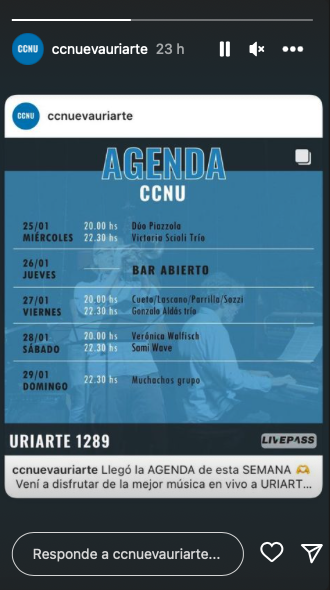 CCNU ccnuevauriarte 23 h
CCNU ccnuevauriarte
AGENDA
CCNU
25/01 20.00 hs Dúo Piazzola
MIÉRCOLES 22.30 hs Victoria Scioli Trío
26/01
JUEVES BAR ABIERTO
27/01 20.00 hs Cueto/Lascano/Parrilla/Sozzi
VIERNES 22.30 hs Gonzalo Aldás trío
28/01 20.00 hs Verónica Walfisch
SÁBADO 22.30 hs Sami Wave
29/01
DOMINGO 22.30 hs Muchachos grupo
URIARTE 1289 LIVEPASS
ccnuevauriarte Llegó la AGENDA de esta SEMANA 🫶
Vení a disfrutar de la mejor música en vivo a URIART...
Responde a ccnuevauriarte...